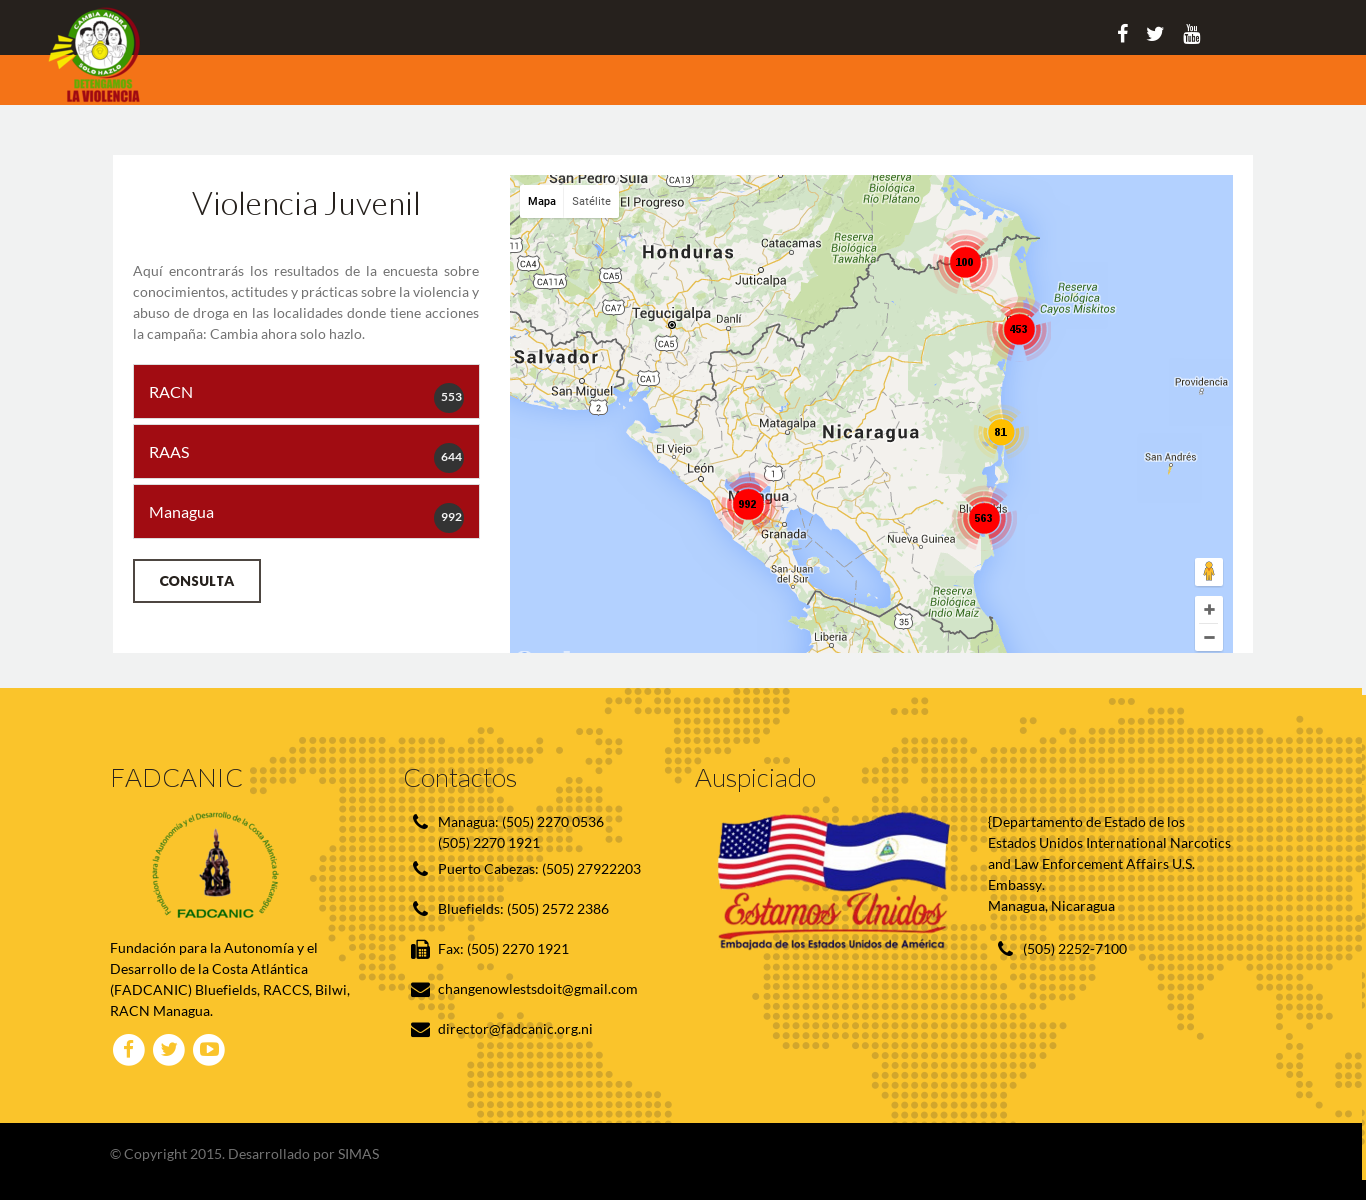 CAMBIA AHORA
SOLO HAZLO
DETENGAMOS
LA VIOLENCIA
Violencia Juvenil
Aquí encontrarás los resultados de la encuesta sobre
conocimientos, actitudes y prácticas sobre la violencia y
abuso de droga en las localidades donde tiene acciones
la campaña: Cambia ahora solo hazlo.
RACN
553
RAAS
644
Managua
992
CONSULTA
San Pedro Sula
CA13
Mapa
Satélite
El Progreso
Reserva
Biológica
Río Plátano
Honduras
Catacamas
Reserva
Biológica
Tawahka
100
CA4
CA11A
Juticalpa
Reserva
Biológica
Cayos Miskitos
CA7
Tegucigalpa
Danlí
453
CA5
Salvador
CA1
San Miguel
2
Providencia
Matagalpa
Nicaragua
81
El Viejo
León
1
San Andrés
992
Granada
563
Nueva Guinea
San Juan
del Sur
Reserva
Biológica
Indio Maíz
35
Liberia
FADCANIC
Fundación para la Autonomía y el Desarrollo de la Costa Atlántica de Nicaragua
FADCANIC
Fundación para la Autonomía y el
Desarrollo de la Costa Atlántica
(FADCANIC) Bluefields, RACCS, Bilwi,
RACN Managua.
Contactos
Managua: (505) 2270 0536
(505) 2270 1921
Puerto Cabezas: (505) 27922203
Bluefields: (505) 2572 2386
Fax: (505) 2270 1921
changenowlestsdoit@gmail.com
director@fadcanic.org.ni
Auspiciado
Estamos Unidos
Embajada de los Estados Unidos de América
{Departamento de Estado de los
Estados Unidos International Narcotics
and Law Enforcement Affairs U.S.
Embassy.
Managua, Nicaragua
(505) 2252-7100
© Copyright 2015. Desarrollado por SIMAS